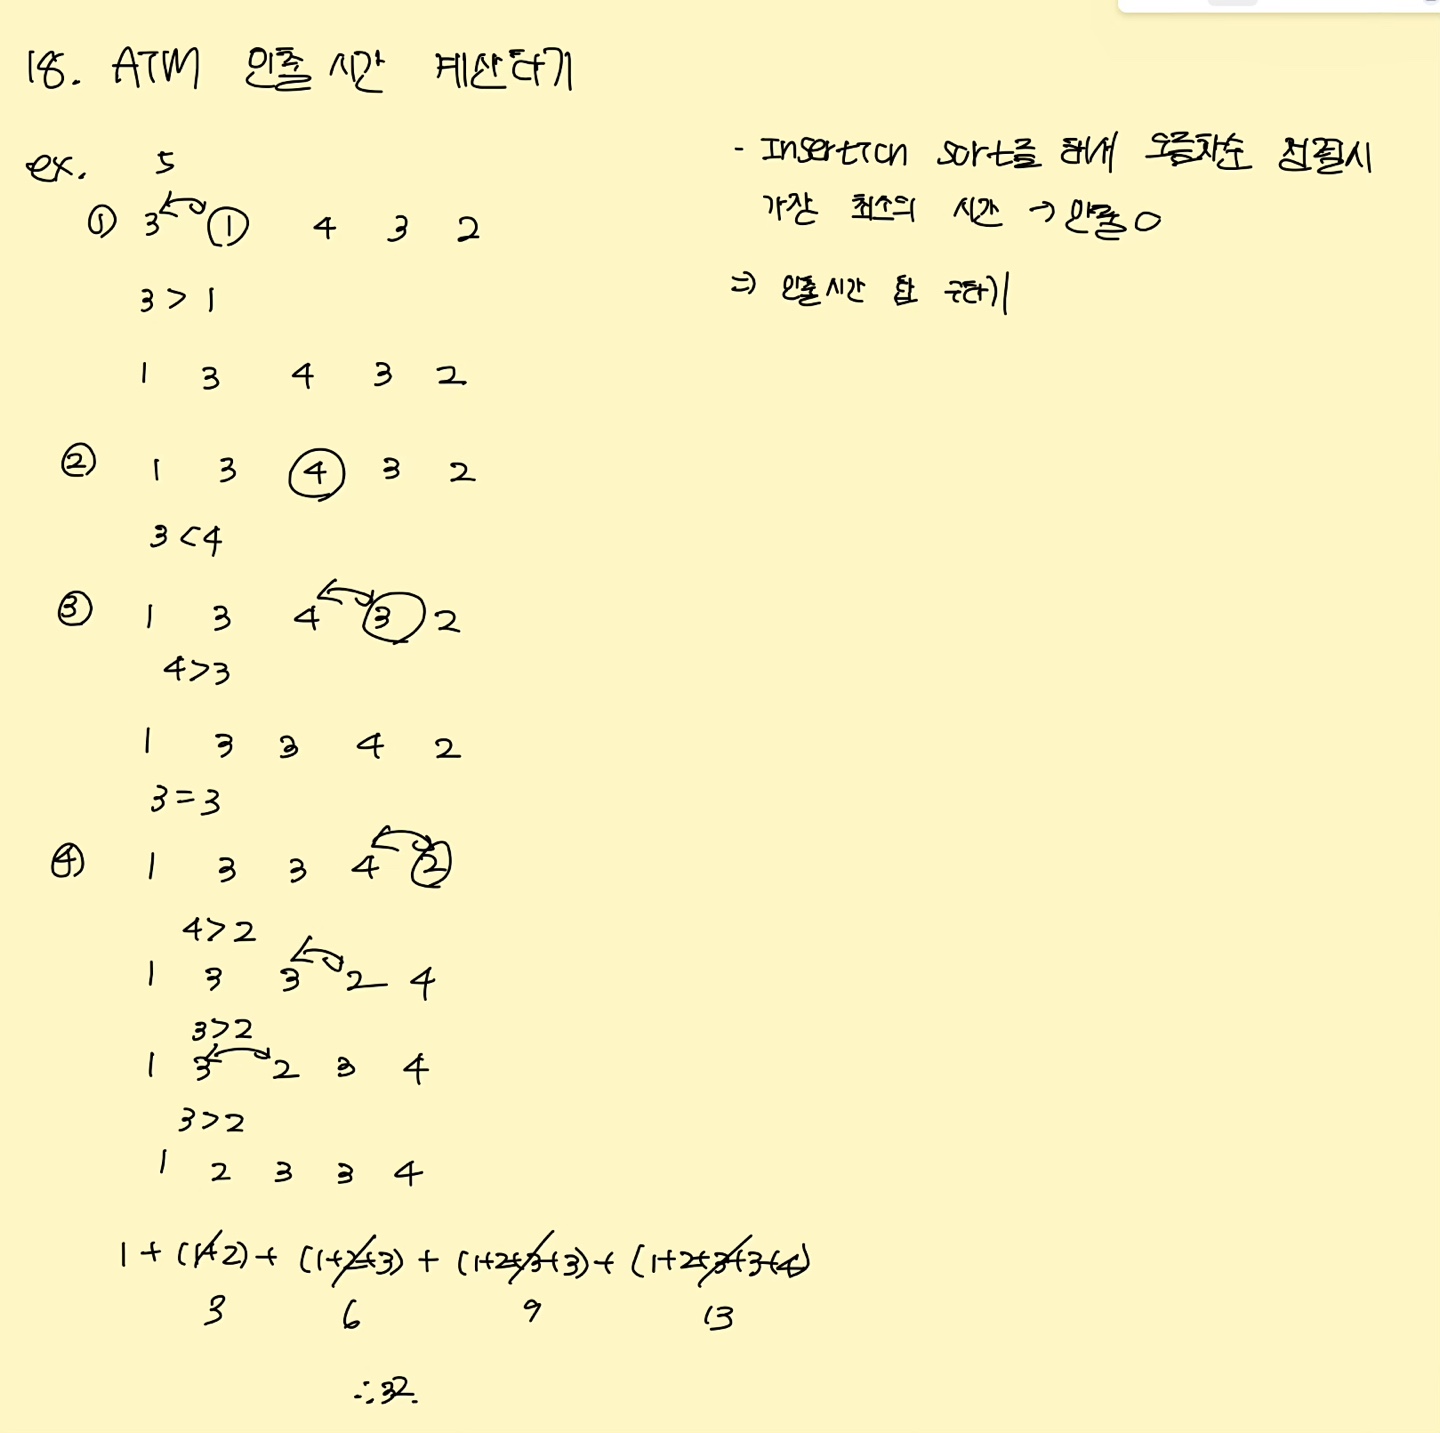 18. ATM 인출 시간 계산하기
ex. 5
① 3 1 4 3 2
3 > 1
1 3 4 3 2
② 1 3 4 3 2
3 < 4
③ 1 3 4 3 2
4 > 3
1 3 3 4 2
3 = 3
④ 1 3 3 4 2
4 > 2
1 3 3 2 4
3 > 2
1 3 2 3 4
3 > 2
1 2 3 3 4
1 + (1+2) + (1+2+3) + (1+2+3+3) + (1+2+3+3+4)
3 6 9 13
∴ 32.
- Insertion sort를 통해 오름차순 정렬시
가장 최소의 시간 → 인출 O
⇒ 인출시간 합 구하기